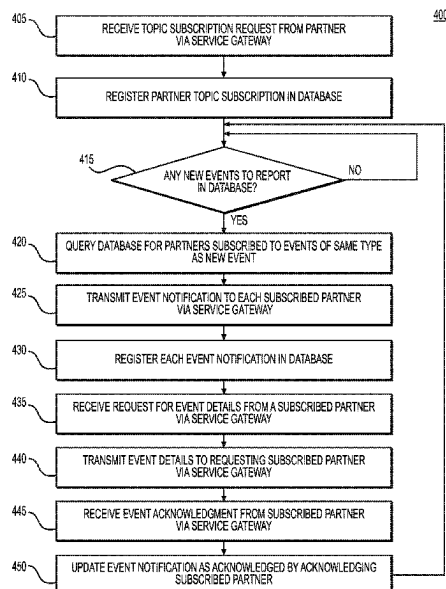 400
405
RECEIVE TOPIC SUBSCRIPTION REQUEST FROM PARTNER
VIA SERVICE GATEWAY
410
REGISTER PARTNER TOPIC SUBSCRIPTION IN DATABASE
415
ANY NEW EVENTS TO REPORT
IN DATABASE?
NO
YES
420
QUERY DATABASE FOR PARTNERS SUBSCRIBED TO EVENTS OF SAME TYPE
AS NEW EVENT
425
TRANSMIT EVENT NOTIFICATION TO EACH SUBSCRIBED PARTNER
VIA SERVICE GATEWAY
430
REGISTER EACH EVENT NOTIFICATION IN DATABASE
435
RECEIVE REQUEST FOR EVENT DETAILS FROM A SUBSCRIBED PARTNER
VIA SERVICE GATEWAY
440
TRANSMIT EVENT DETAILS TO REQUESTING SUBSCRIBED PARTNER
VIA SERVICE GATEWAY
445
RECEIVE EVENT ACKNOWLEDGMENT FROM SUBSCRIBED PARTNER
VIA SERVICE GATEWAY
450
UPDATE EVENT NOTIFICATION AS ACKNOWLEDGED BY ACKNOWLEDGING
SUBSCRIBED PARTNER